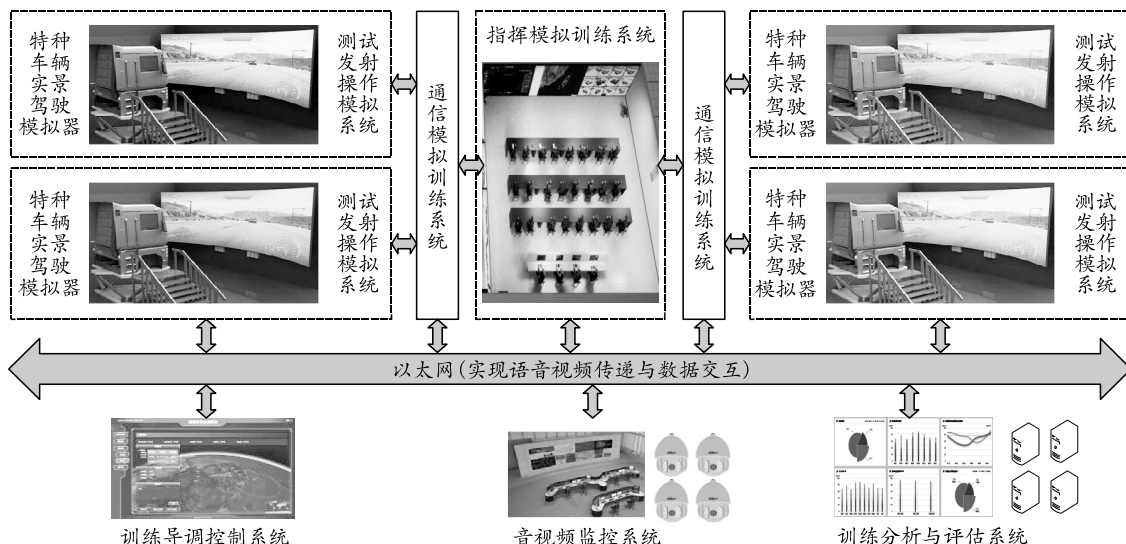 特种
车辆
实景
驾驶
模拟器
测试
发射
操作
模拟
系统
特种
车辆
实景
驾驶
模拟器
测试
发射
操作
模拟
系统
通信模拟训练系统
指挥模拟训练系统
通信模拟训练系统
特种
车辆
实景
驾驶
模拟器
测试
发射
操作
模拟
系统
特种
车辆
实景
驾驶
模拟器
测试
发射
操作
模拟
系统
以太网(实现语音视频传递与数据交互)
训练导调控制系统
音视频监控系统
训练分析与评估系统